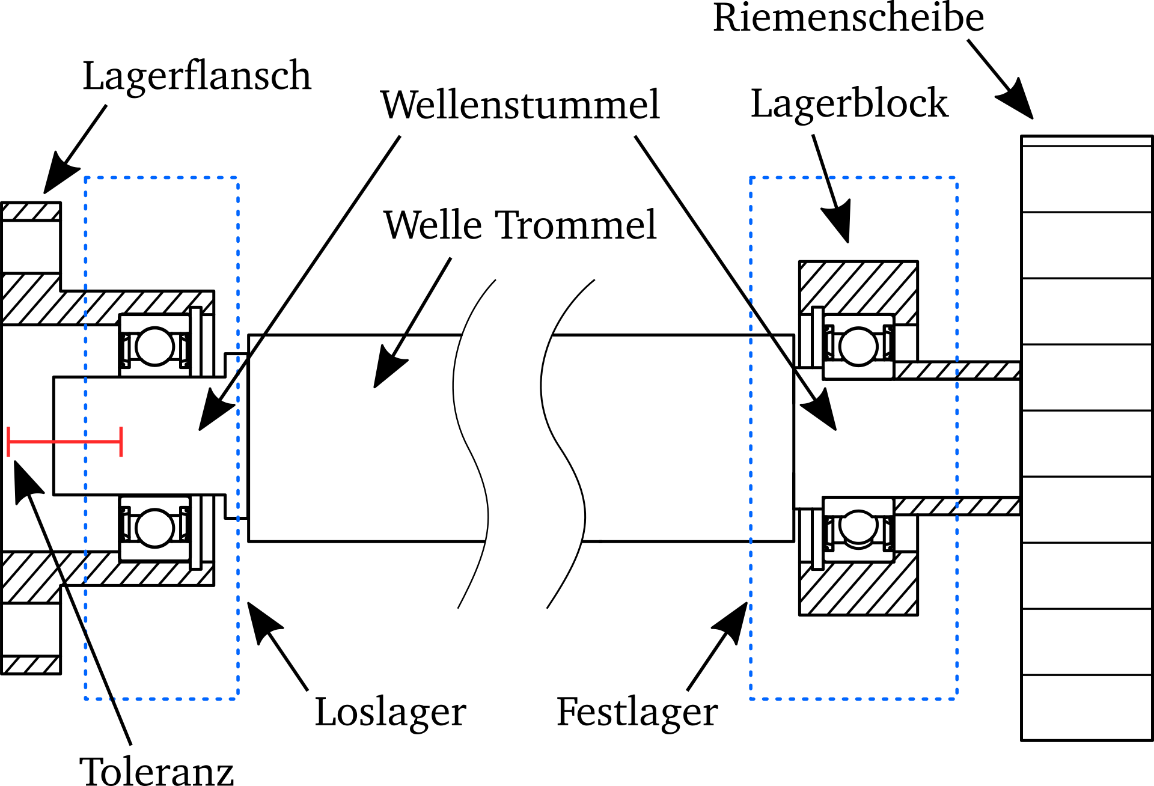 Riemenscheibe
Lagerflansch
Wellenstummel
Lagerblock
Welle Trommel
Loslager
Festlager
Toleranz